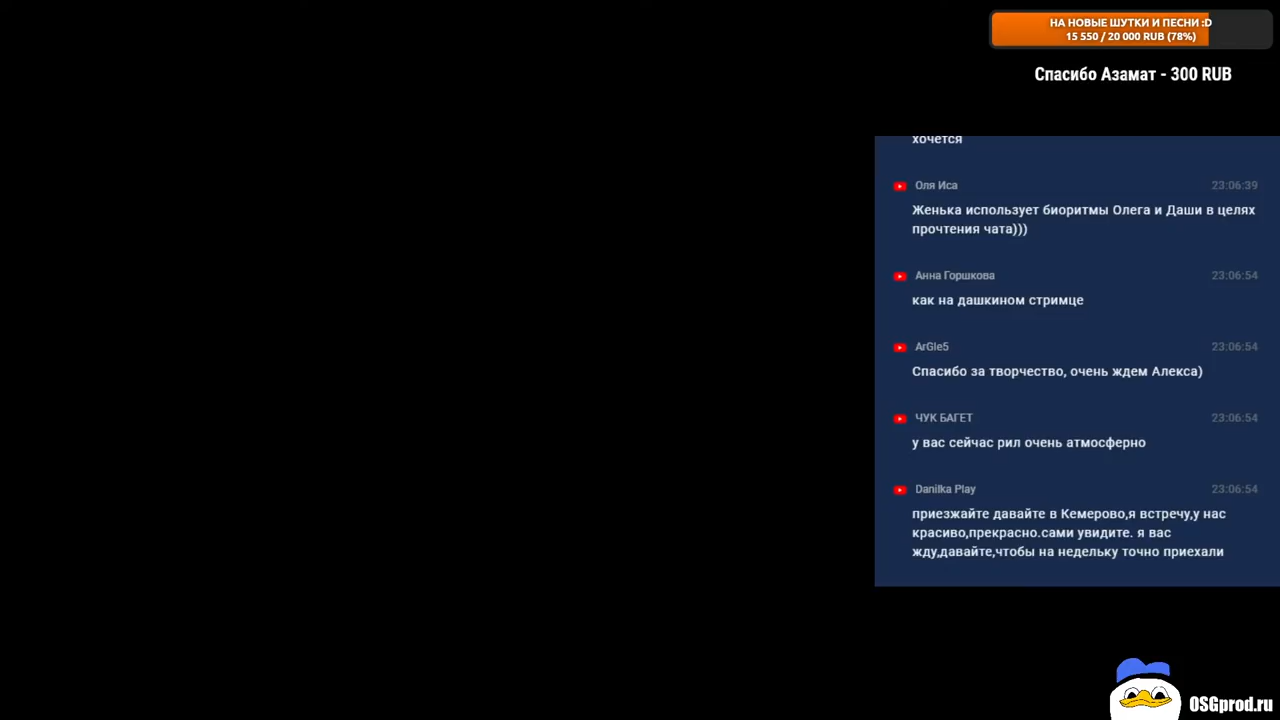 НА НОВЫЕ ШУТКИ И ПЕСНИ :D
15 550 / 20 000 RUB (78%)
Спасибо Азамат - 300 RUB
хочется
Оля Иса 23:06:39
Женька использует биоритмы Олега и Даши в целях
прочтения чата)))
Анна Горшкова 23:06:54
как на дашкином стримце
ArGle5 23:06:54
Спасибо за творчество, очень ждем Алекса)
ЧУК БАГЕТ 23:06:54
у вас сейчас рил очень атмосферно
Danilka Play 23:06:54
приезжайте давайте в Кемерово,я встречу,у нас
красиво,прекрасно.сами увидите. я вас
жду,давайте,чтобы на недельку точно приехали
OSGprod.ru